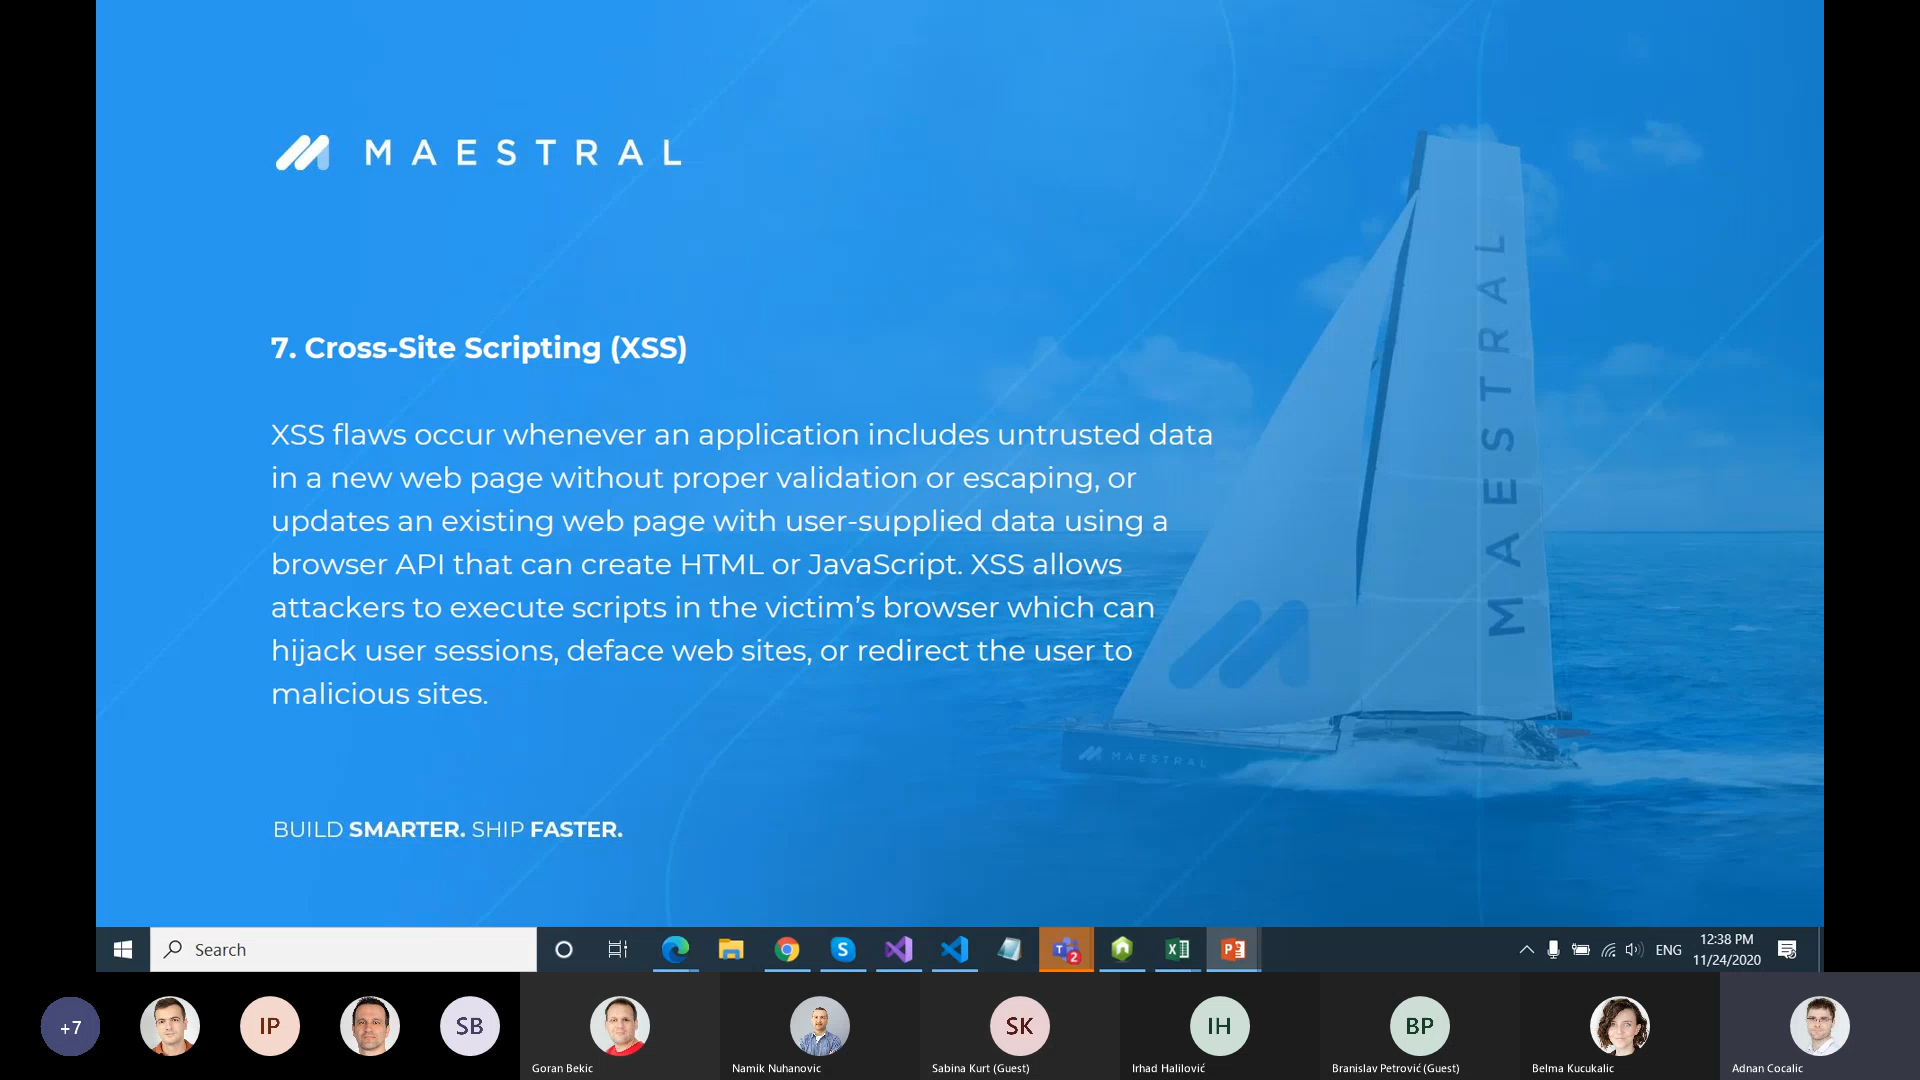 MAESTRAL
7. Cross-Site Scripting (XSS)
XSS flaws occur whenever an application includes untrusted data
in a new web page without proper validation or escaping, or
updates an existing web page with user-supplied data using a
browser API that can create HTML or JavaScript. XSS allows
attackers to execute scripts in the victim’s browser which can
hijack user sessions, deface web sites, or redirect the user to
malicious sites.
MAESTRAL
MAESTRAL
BUILD SMARTER. SHIP FASTER.
Search
2
ENG
12:38 PM
11/24/2020
+7
IP
SB
SK
IH
BP
Goran Bekic
Namik Nuhanovic
Sabina Kurt (Guest)
Irhad Halilović
Branislav Petrović (Guest)
Belma Kucukalic
Adnan Cocalic